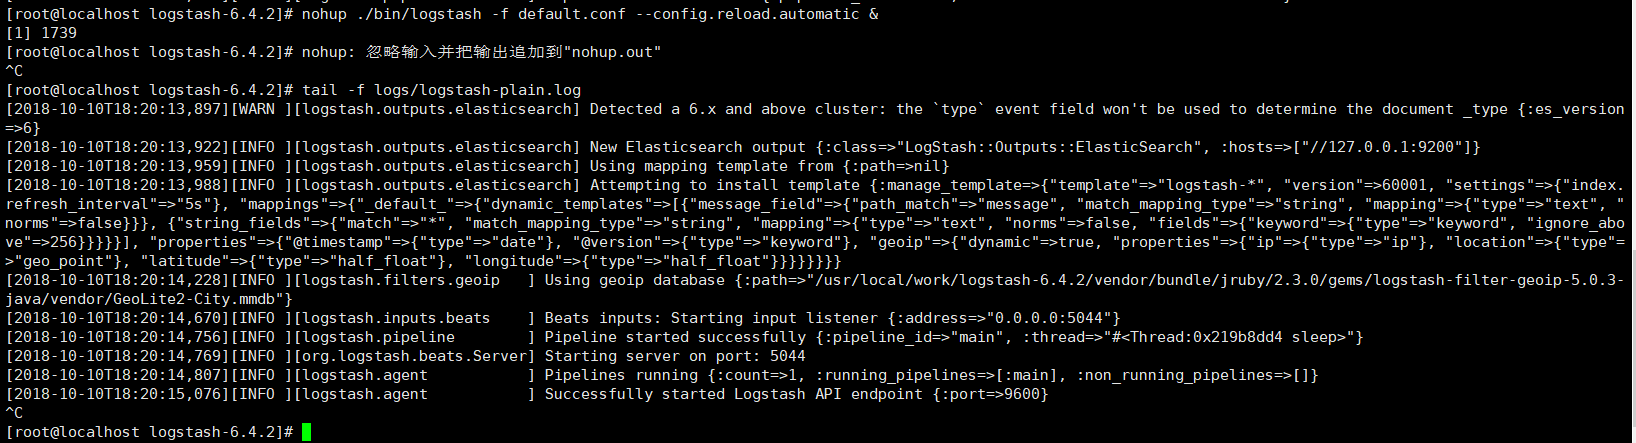 [root@localhost logstash-6.4.2]# nohup ./bin/logstash -f default.conf --config.reload.automatic &
[1] 1739
[root@localhost logstash-6.4.2]# nohup: 忽略输入并把输出追加到"nohup.out"
^C
[root@localhost logstash-6.4.2]# tail -f logs/logstash-plain.log
[2018-10-10T18:20:13,897][WARN ][logstash.outputs.elasticsearch] Detected a 6.x and above cluster: the `type` event field won't be used to determine the document _type {:es_version
=>6}
[2018-10-10T18:20:13,922][INFO ][logstash.outputs.elasticsearch] New Elasticsearch output {:class=>"LogStash::Outputs::ElasticSearch", :hosts=>["//127.0.0.1:9200"]}
[2018-10-10T18:20:13,959][INFO ][logstash.outputs.elasticsearch] Using mapping template from {:path=>nil}
[2018-10-10T18:20:13,988][INFO ][logstash.outputs.elasticsearch] Attempting to install template {:manage_template=>{"template"=>"logstash-*", "version"=>60001, "settings"=>{"index.
refresh_interval"=>"5s"}, "mappings"=>{"_default_"=>{"dynamic_templates"=>[{"message_field"=>{"path_match"=>"message", "match_mapping_type"=>"string", "mapping"=>{"type"=>"text", "
norms"=>false}}}, {"string_fields"=>{"match"=>"*", "match_mapping_type"=>"string", "mapping"=>{"type"=>"text", "norms"=>false, "fields"=>{"keyword"=>{"type"=>"keyword", "ignore_abo
ve"=>256}}}}}], "properties"=>{"@timestamp"=>{"type"=>"date"}, "@version"=>{"type"=>"keyword"}, "geoip"=>{"dynamic"=>true, "properties"=>{"ip"=>{"type"=>"ip"}, "location"=>{"type"=
>"geo_point"}, "latitude"=>{"type"=>"half_float"}, "longitude"=>{"type"=>"half_float"}}}}}}}}
[2018-10-10T18:20:14,228][INFO ][logstash.filters.geoip   ] Using geoip database {:path=>"/usr/local/work/logstash-6.4.2/vendor/bundle/jruby/2.3.0/gems/logstash-filter-geoip-5.0.3-
java/vendor/GeoLite2-City.mmdb"}
[2018-10-10T18:20:14,670][INFO ][logstash.inputs.beats    ] Beats inputs: Starting input listener {:address=>"0.0.0.0:5044"}
[2018-10-10T18:20:14,756][INFO ][logstash.pipeline        ] Pipeline started successfully {:pipeline_id=>"main", :thread=>"#<Thread:0x219b8dd4 sleep>"}
[2018-10-10T18:20:14,769][INFO ][org.logstash.beats.Server] Starting server on port: 5044
[2018-10-10T18:20:14,807][INFO ][logstash.agent           ] Pipelines running {:count=>1, :running_pipelines=>[:main], :non_running_pipelines=>[]}
[2018-10-10T18:20:15,076][INFO ][logstash.agent           ] Successfully started Logstash API endpoint {:port=>9600}
^C
[root@localhost logstash-6.4.2]#